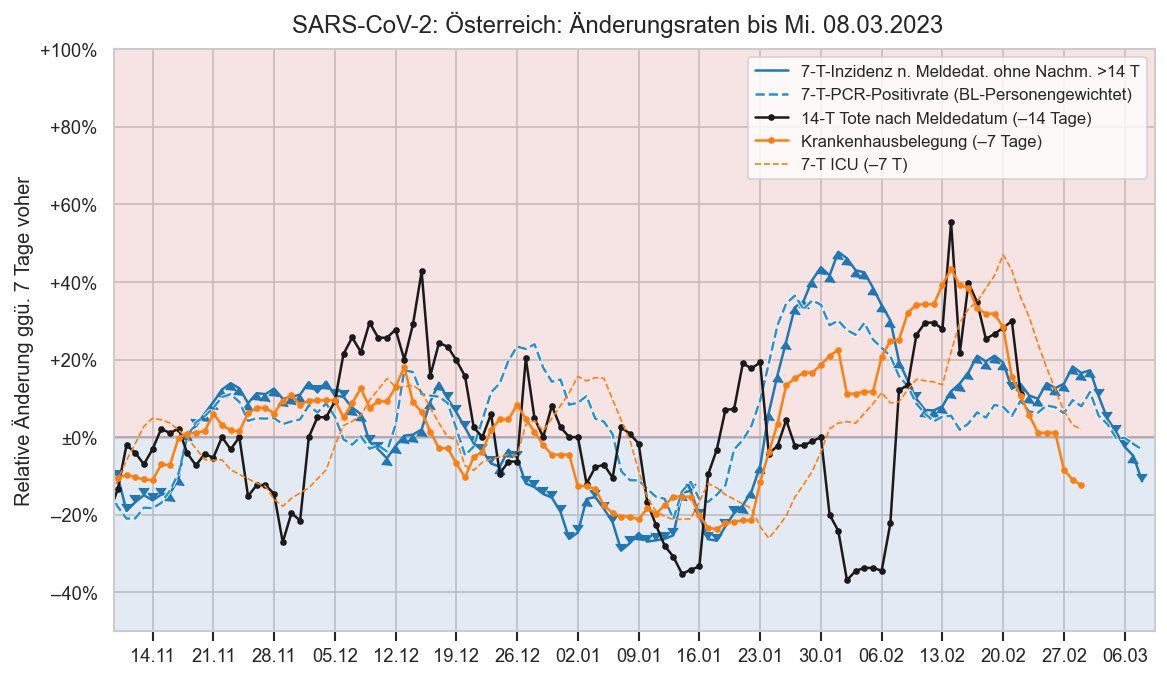 SARS-CoV-2: Österreich: Änderungsraten bis Mi. 08.03.2023
+100%
+80%
+60%
+40%
+20%
±0%
–20%
–40%
Relative Änderung ggü. 7 Tage voher
7-T-Inzidenz n. Meldedat. ohne Nachm. >14 T
7-T-PCR-Positivrate (BL-Personengewichtet)
14-T Tote nach Meldedatum (–14 Tage)
Krankenhausbelegung (–7 Tage)
7-T ICU (–7 T)
14.11 21.11 28.11 05.12 12.12 19.12 26.12 02.01 09.01 16.01 23.01 30.01 06.02 13.02 20.02 27.02 06.03